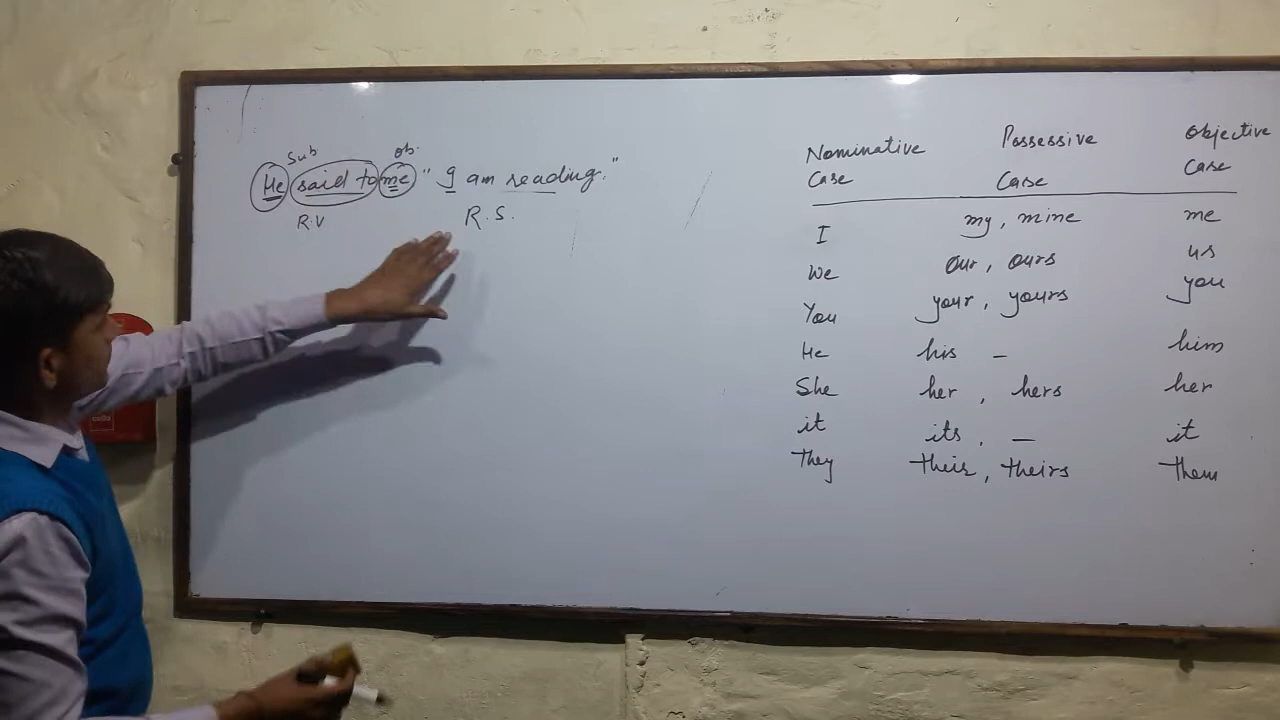 Sub ob.
He said to me " I am reading."
R.V R.S.
Nominative Possessive Objective
Case Case Case
I my, mine me
We our, ours us
You your, yours you
He his - him
She her, hers her
it its, - it
They their, theirs them